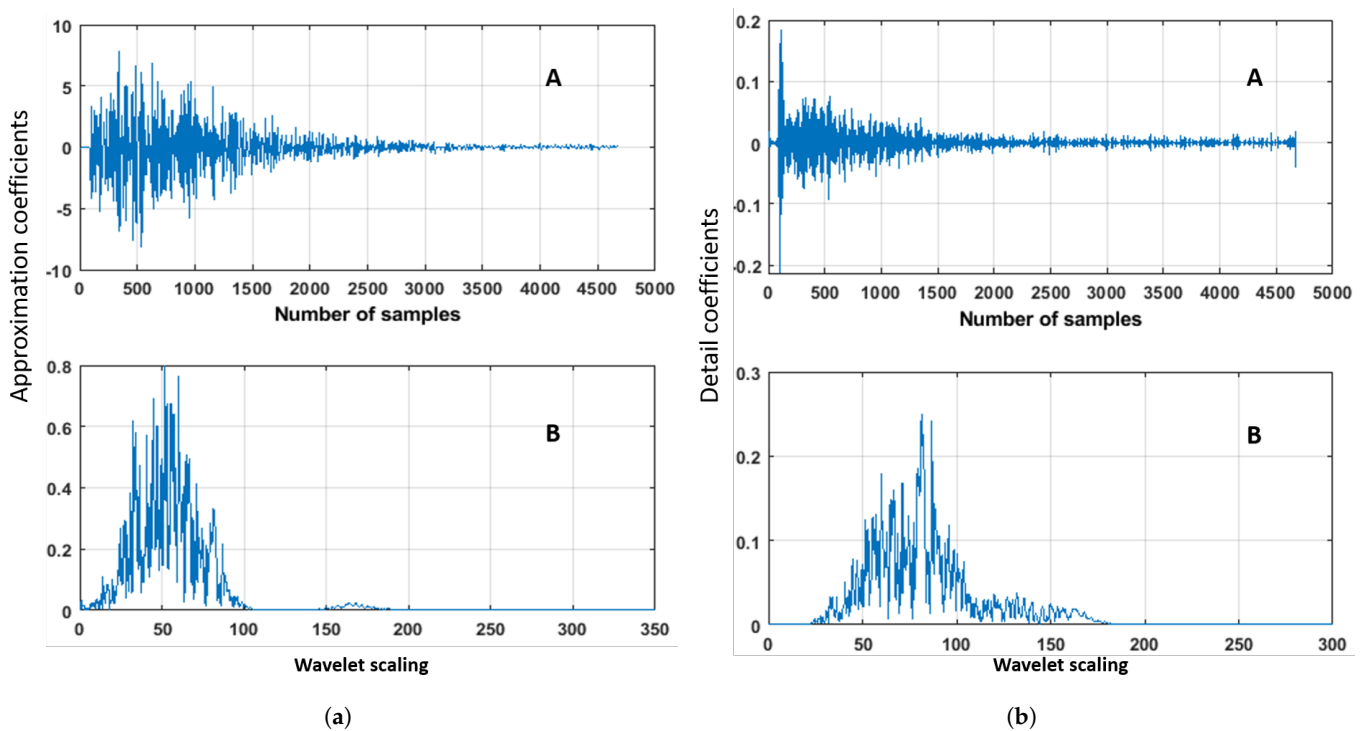 Approximation coefficients
10
5
0
-5
-10
A
0 500 1000 1500 2000 2500 3000 3500 4000 4500 5000
Number of samples
0.8
0.6
0.4
0.2
0
B
0 50 100 150 200 250 300 350
Wavelet scaling
(a)
Detail coefficients
0.2
0.1
0
-0.1
-0.2
A
0 500 1000 1500 2000 2500 3000 3500 4000 4500 5000
Number of samples
0.3
0.2
0.1
0
B
0 50 100 150 200 250 300
Wavelet scaling
(b)